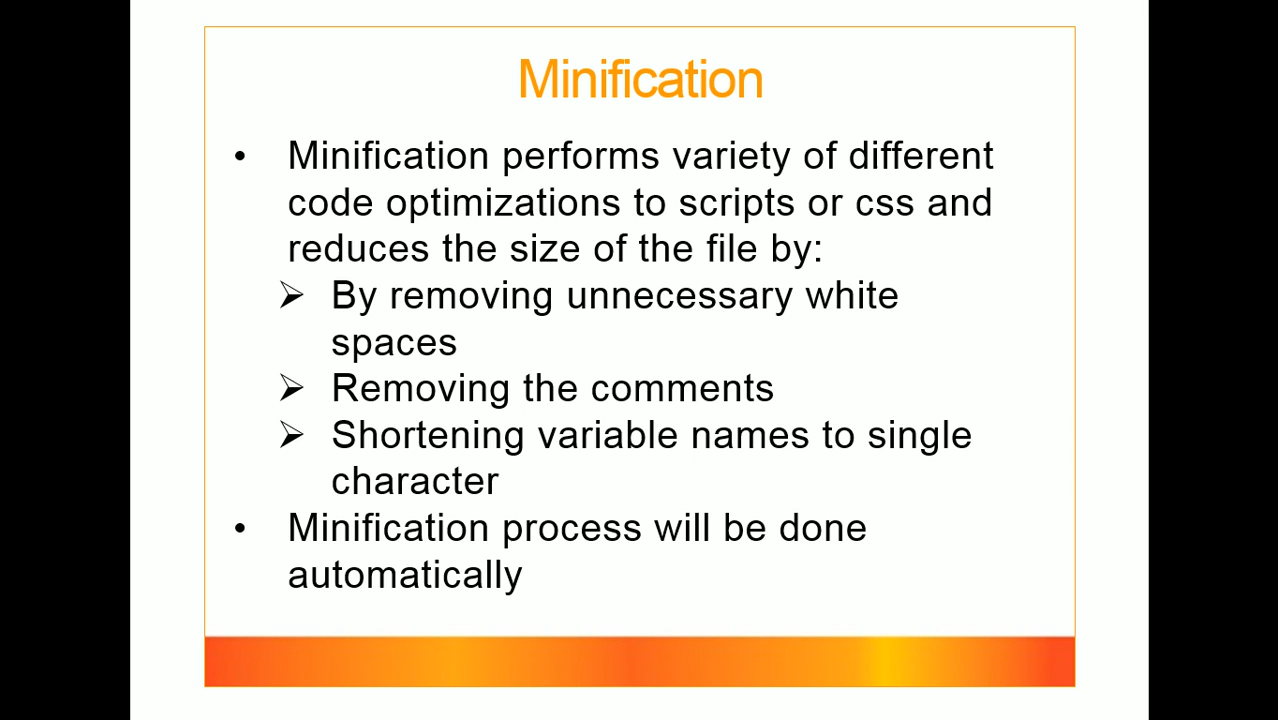 Minification
• Minification performs variety of different
code optimizations to scripts or css and
reduces the size of the file by:
➢ By removing unnecessary white
spaces
➢ Removing the comments
➢ Shortening variable names to single
character
• Minification process will be done
automatically